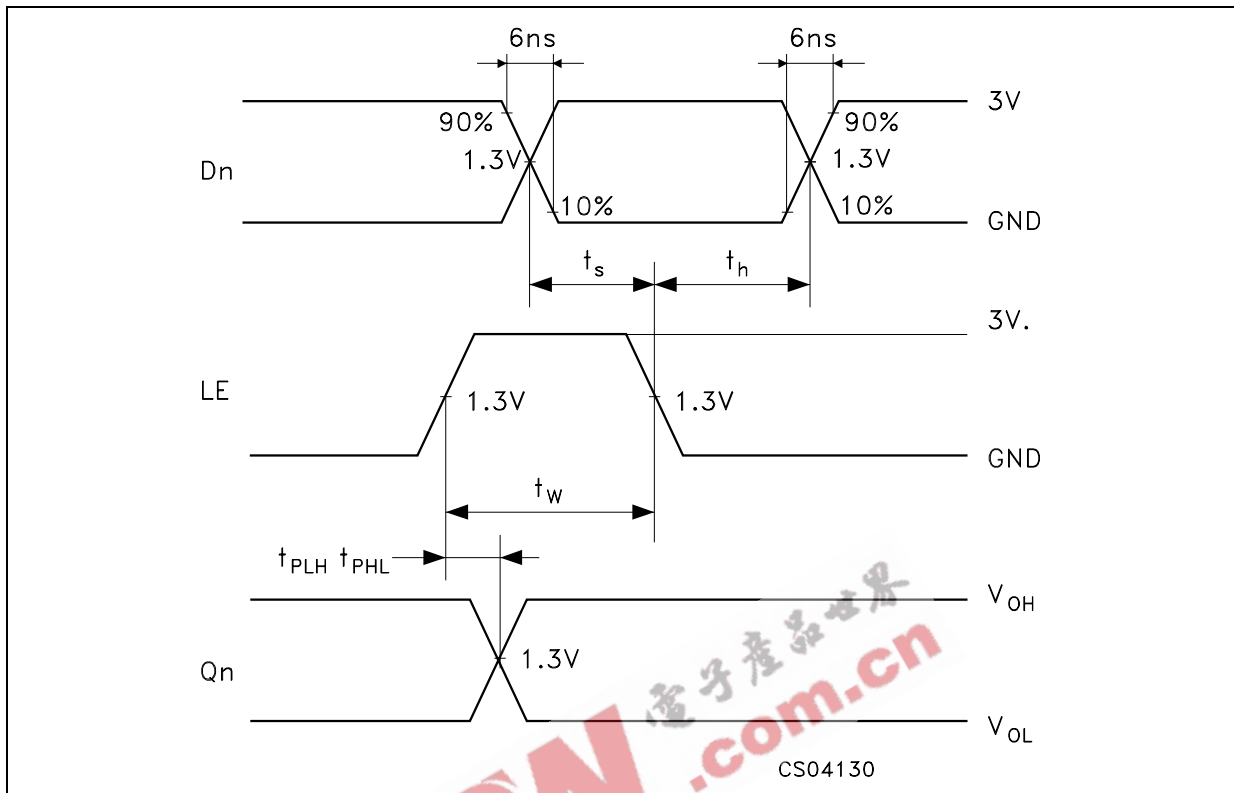 6ns 6ns
3V
90% 90%
1.3V 1.3V
Dn
10% 10%
GND
ts th
3V.
LE
1.3V 1.3V
GND
tW
tPLH tPHL
VOH
Qn
1.3V
VOL
電子產品世界
.com.cn
CS04130